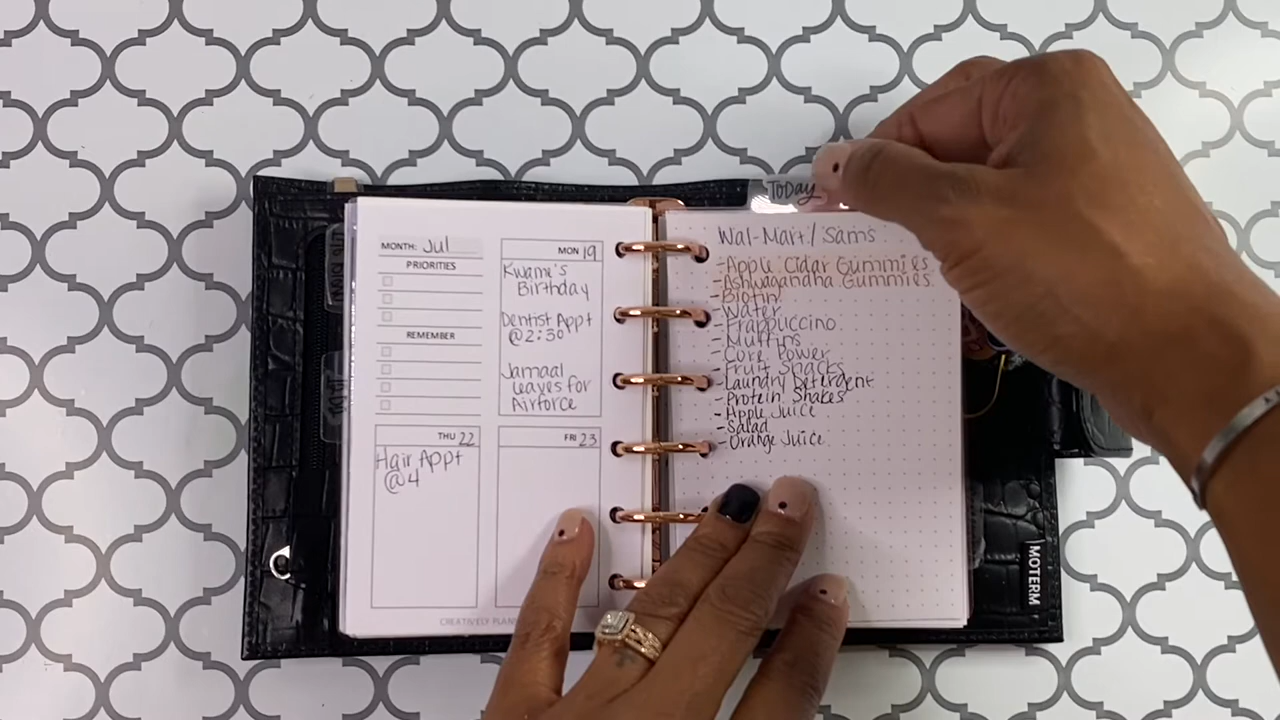 Today
MONTH: Jul
PRIORITIES
REMEMBER
MON 19
Kwame's
Birthday
Dentist Appt
@2:30
Jamaal
leaves for
Airforce
THU 22
Hair Appt
@4
FRI 23
CREATIVELY PLANN
Wal-Mart/Sams
-Apple Cidar Gummies
-Ashwagandha Gummies
-Biotin
-Water
-Frappuccino
-Muffins
-Core Power
-Fruit Snacks
-Laundry Detergent
-Protein Shakes
-Apple Juice
-Salad
-Orange Juice
MOTERM